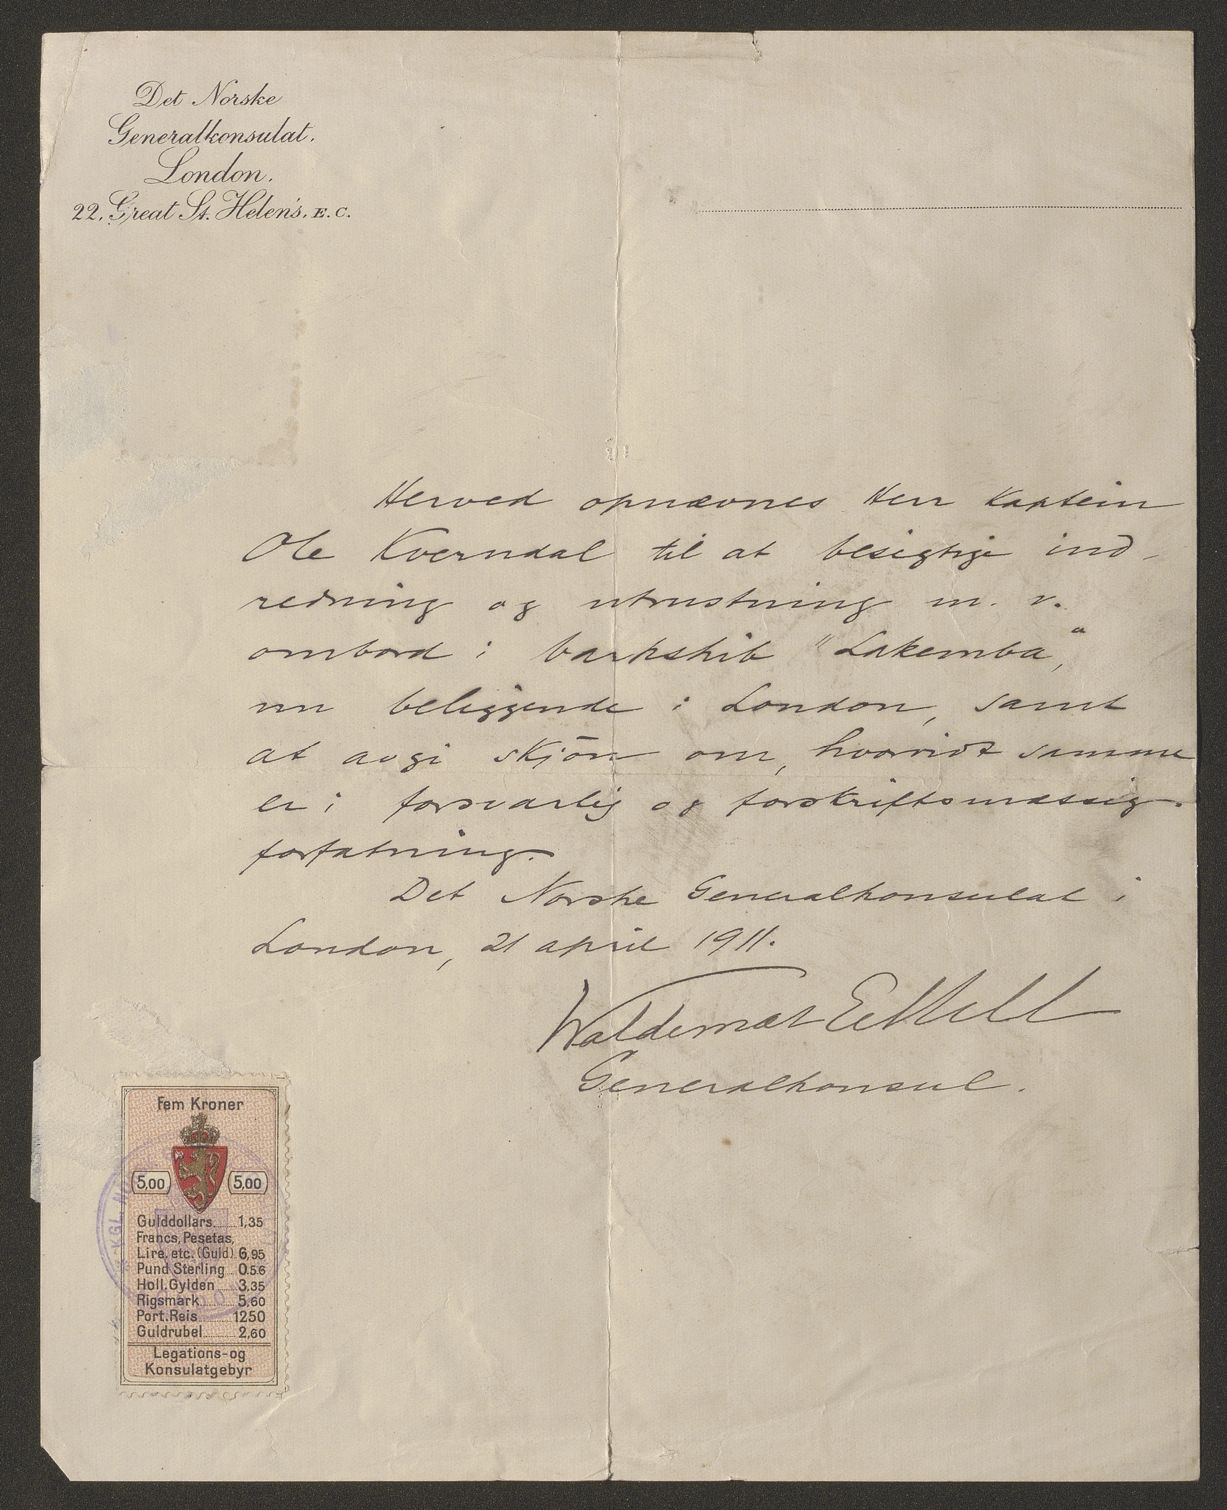 Det Norske
Generalkonsulat.
London.
22, Great St. Helen's. E.C.
Herved opnævnes Herr Kaptein
Ole Kverndal til at besigtige ind-
redning og utrustning m. v.
ombord i barkskib "Lakemba",
nu beliggende i London, samt
at avgi skjön om, hvorvidt samme
er i forsvarlig og forskriftsmæssig
forfatning.
Det Norske Generalkonsulat i
London, 21 april 1911.
Waldemar Eckell
Generalkonsul.
Fem Kroner
5,00 5,00
Gulddollars 1,35
Francs, Pesetas,
Lire, etc. (Guld) 6,95
Pund Sterling 0.5.6
Holl. Gylden 3,35
Rigsmark 5,60
Port. Reis 1250
Guldrubel 2,60
Legations- og
Konsulatgebyr
KGL. N